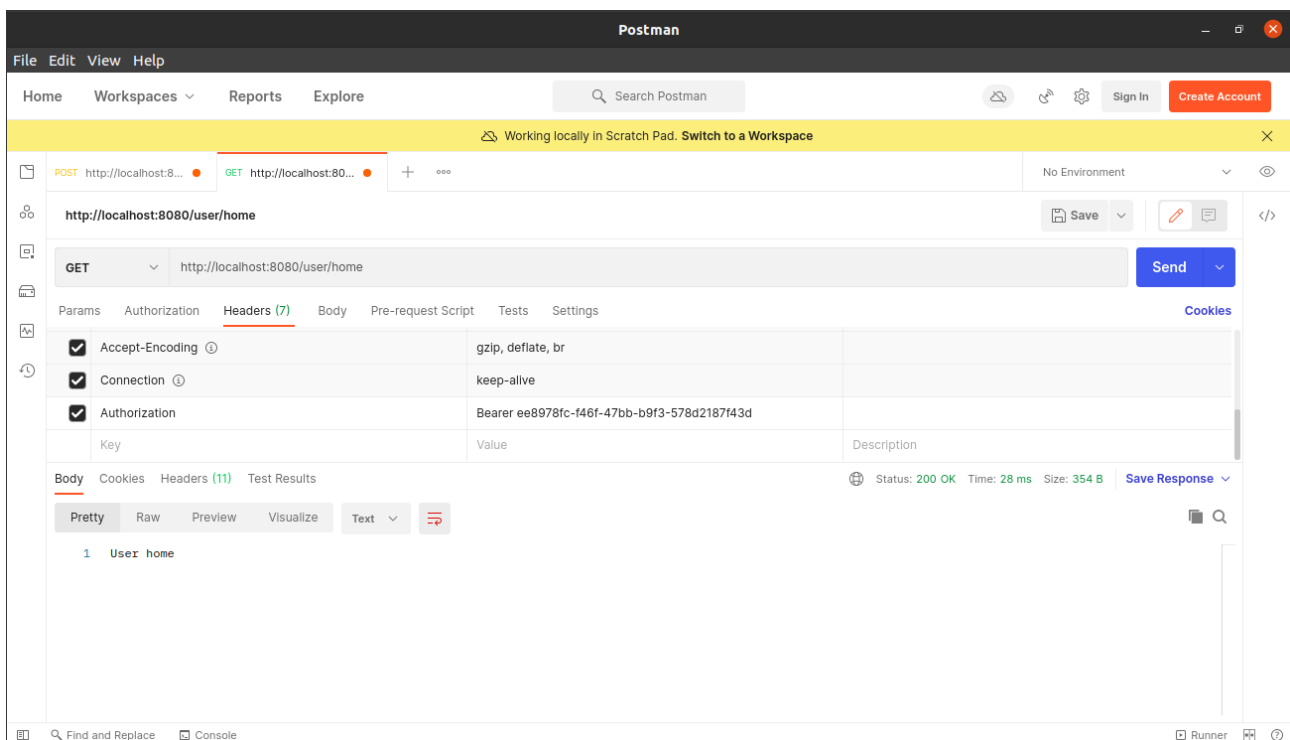 Postman
File Edit View Help
Home Workspaces Reports Explore Search Postman Sign In Create Account
Working locally in Scratch Pad. Switch to a Workspace
POST http://localhost:8... GET http://localhost:80... No Environment
http://localhost:8080/user/home Save
GET http://localhost:8080/user/home Send
Params Authorization Headers (7) Body Pre-request Script Tests Settings Cookies
Accept-Encoding gzip, deflate, br
Connection keep-alive
Authorization Bearer ee8978fc-f46f-47bb-b9f3-578d2187f43d
Key Value Description
Body Cookies Headers (11) Test Results Status: 200 OK Time: 28 ms Size: 354 B Save Response
Pretty Raw Preview Visualize Text
1 User home
Find and Replace Console Runner